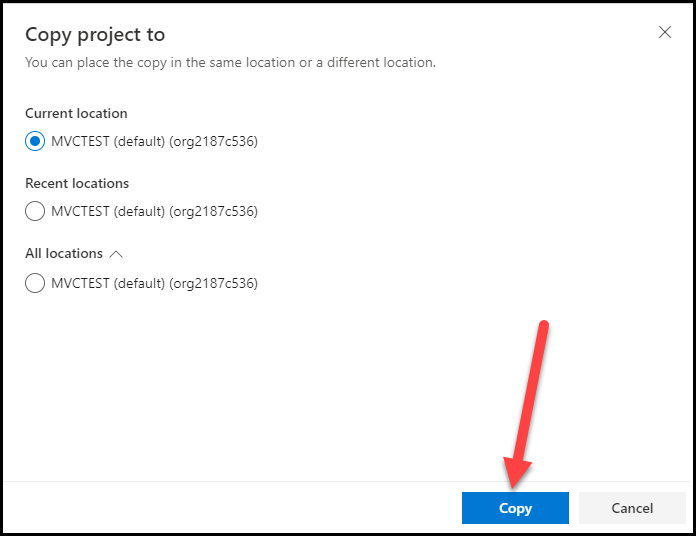 Copy project to
You can place the copy in the same location or a different location.
Current location
MVCTEST (default) (org2187c536)
Recent locations
MVCTEST (default) (org2187c536)
All locations
MVCTEST (default) (org2187c536)
Copy
Cancel